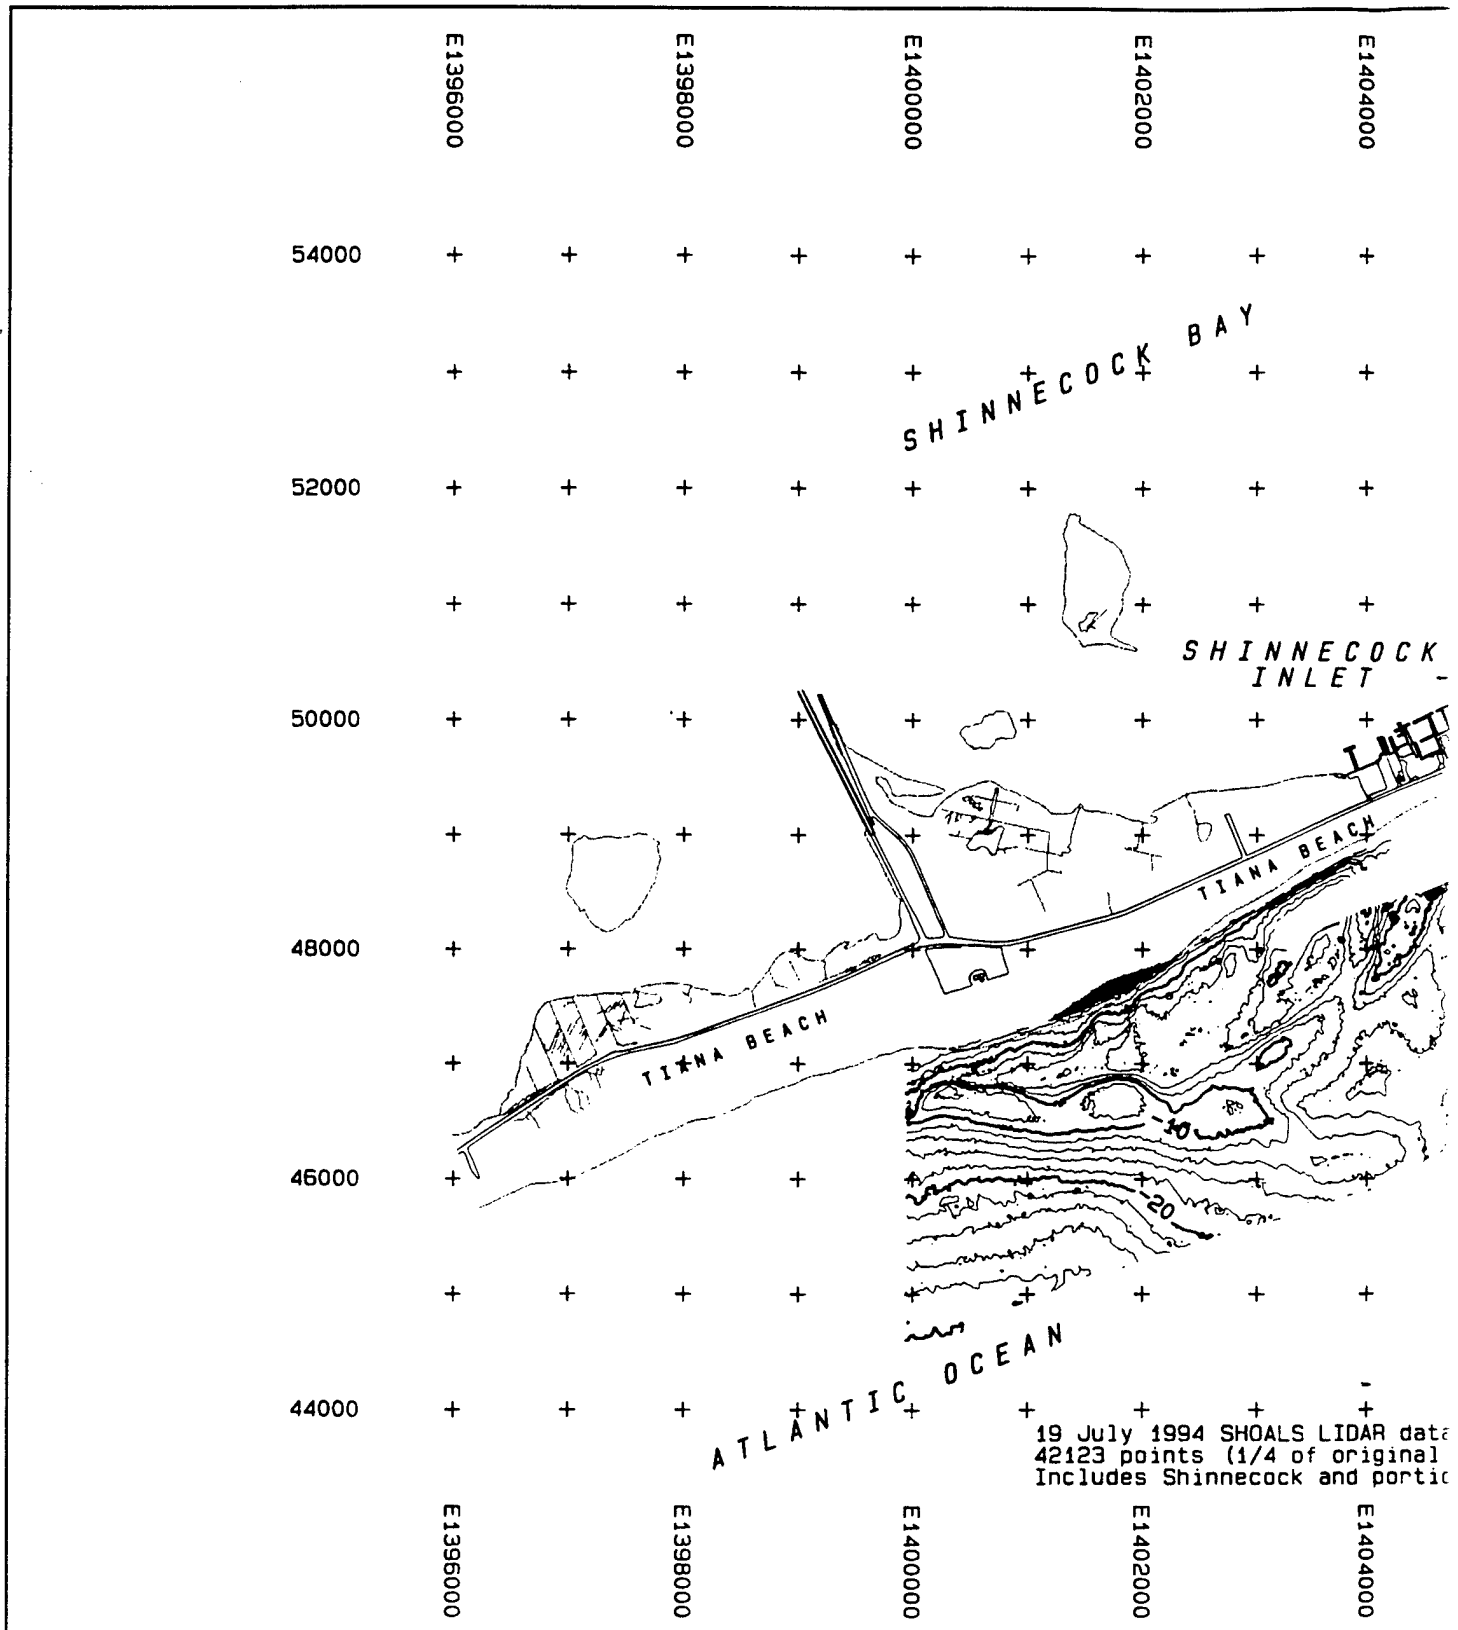 E1396000 E1398000 E1400000 E1402000 E1404000
54000
SHINNECOCK BAY
52000
SHINNECOCK
INLET -
50000
TIANA BEACH
48000
TIANA BEACH
-10
46000
-20
ATLANTIC OCEAN
44000
19 July 1994 SHOALS LIDAR data
42123 points (1/4 of original
Includes Shinnecock and portio
E1396000 E1398000 E1400000 E1402000 E1404000